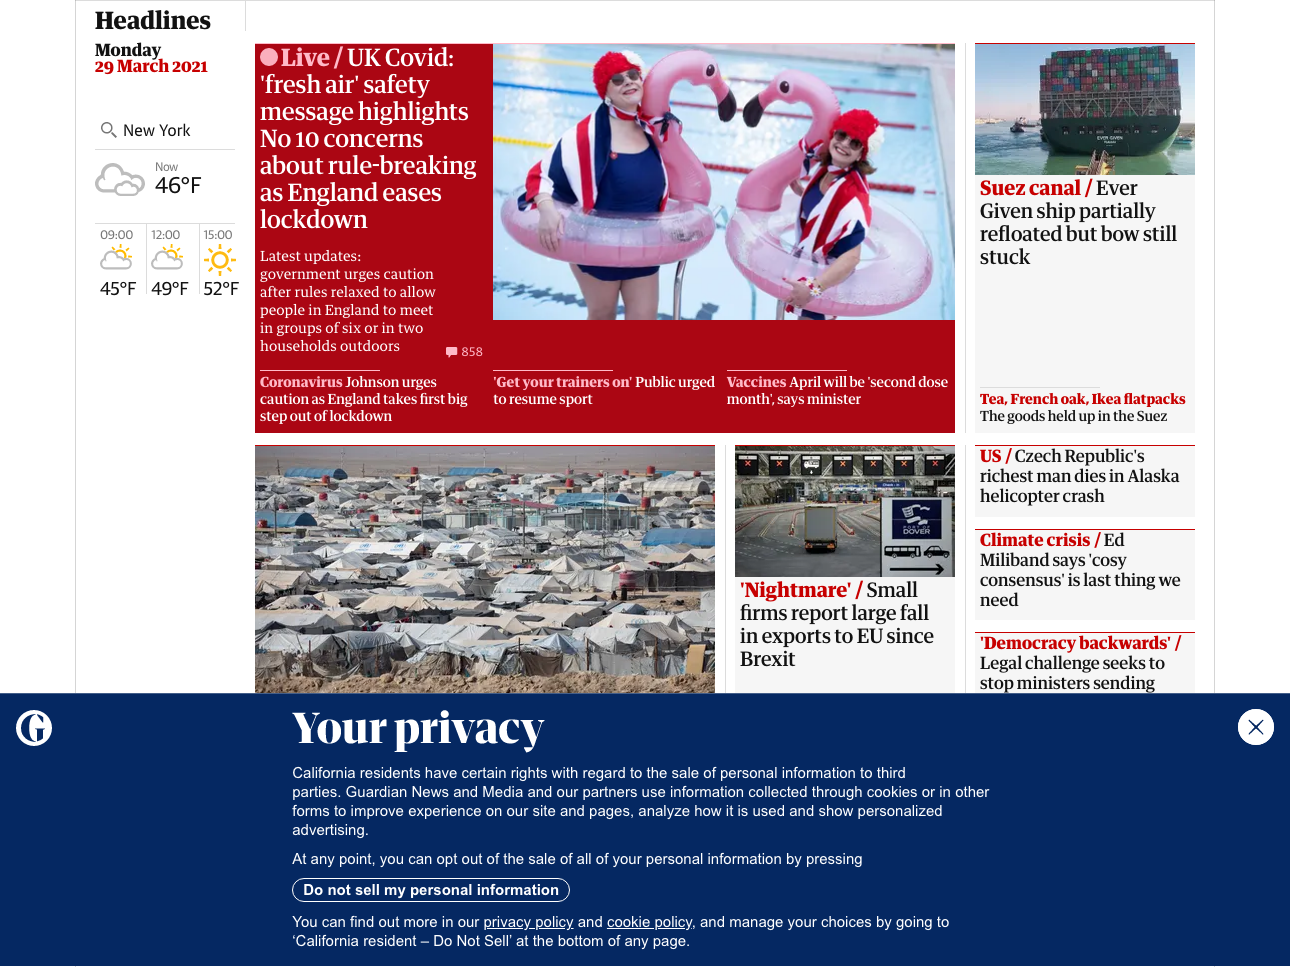 Headlines
Monday
29 March 2021
New York
Now
46°F
09:00
12:00
15:00
45°F
49°F
52°F
Live / UK Covid:
'fresh air' safety
message highlights
No 10 concerns
about rule-breaking
as England eases
lockdown
Latest updates:
government urges caution
after rules relaxed to allow
people in England to meet
in groups of six or in two
households outdoors
858
Coronavirus Johnson urges
caution as England takes first big
step out of lockdown
'Get your trainers on' Public urged
to resume sport
Vaccines April will be 'second dose
month', says minister
EVER GIVEN
Suez canal / Ever
Given ship partially
refloated but bow still
stuck
Tea, French oak, Ikea flatpacks
The goods held up in the Suez
PORT OF
DOVER
'Nightmare' / Small
firms report large fall
in exports to EU since
Brexit
US / Czech Republic's
richest man dies in Alaska
helicopter crash
Climate crisis / Ed
Miliband says 'cosy
consensus' is last thing we
need
'Democracy backwards' /
Legal challenge seeks to
stop ministers sending
G
Your privacy
California residents have certain rights with regard to the sale of personal information to third
parties. Guardian News and Media and our partners use information collected through cookies or in other
forms to improve experience on our site and pages, analyze how it is used and show personalized
advertising.
At any point, you can opt out of the sale of all of your personal information by pressing
Do not sell my personal information
You can find out more in our privacy policy and cookie policy, and manage your choices by going to
‘California resident – Do Not Sell’ at the bottom of any page.